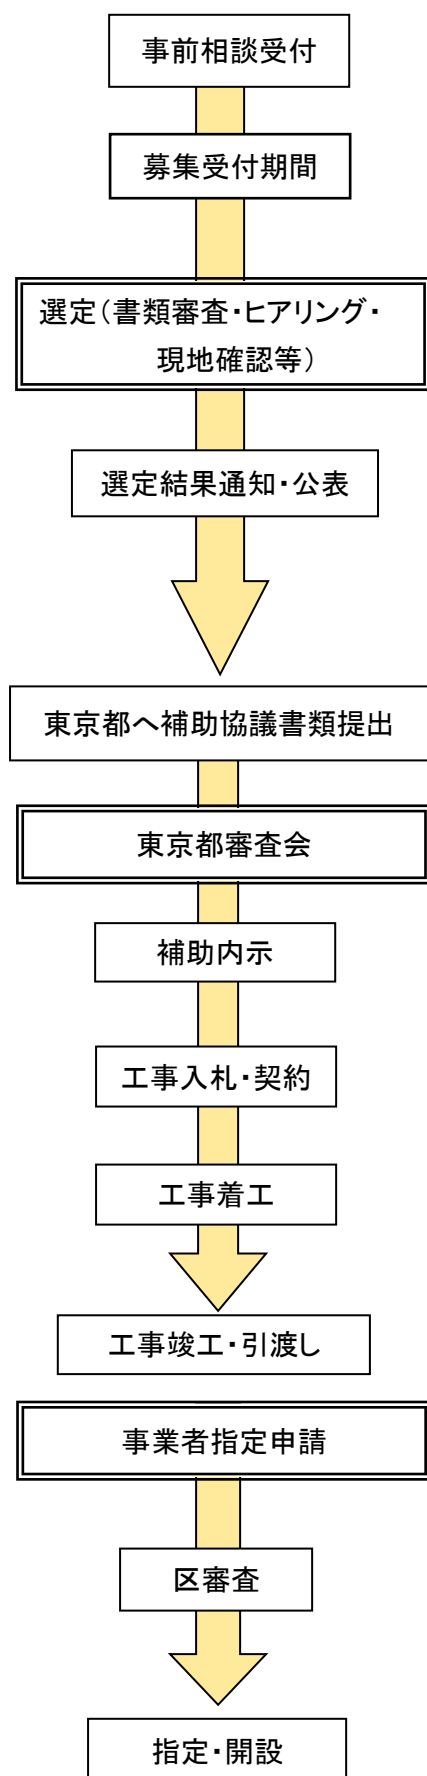 事前相談受付
募集受付期間
選定（書類審査・ヒアリング・
現地確認等）
選定結果通知・公表
東京都へ補助協議書類提出
東京都審査会
補助内示
工事入札・契約
工事着工
工事竣工・引渡し
事業者指定申請
区審査
指定・開設